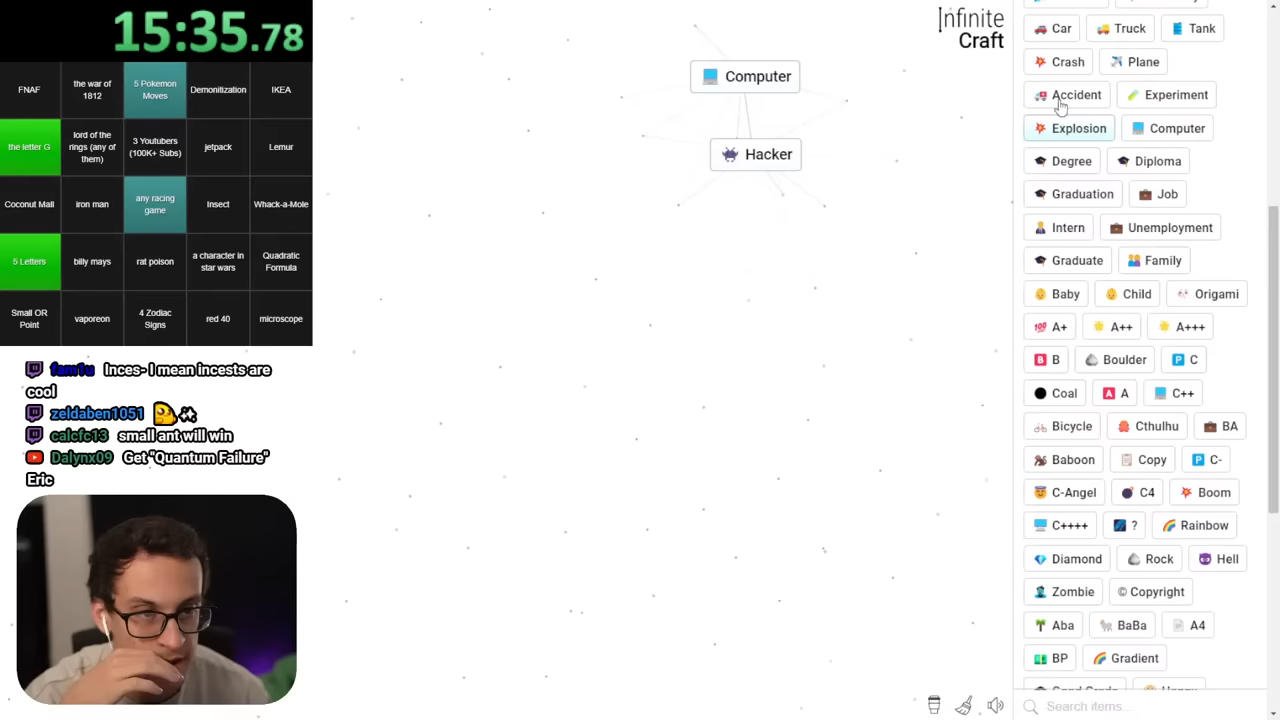 15:35.78
FNAF
the war of
1812
5 Pokemon
Moves
Demonitization
IKEA
the letter G
lord of the
rings (any of
them)
3 Youtubers
(100K+ Subs)
jetpack
Lemur
Coconut Mall
iron man
any racing
game
Insect
Whack-a-Mole
5 Letters
billy mays
rat poison
a character in
star wars
Quadratic
Formula
Small OR
Point
vaporeon
4 Zodiac
Signs
red 40
microscope
fam1u Inces- I mean incests are
cool
zeldaben1051
calcfc13 small ant will win
Dalynx09 Get "Quantum Failure"
Eric
Infinite
Craft
Computer
Hacker
Car Truck Tank
Crash Plane
Accident Experiment
Explosion Computer
Degree Diploma
Graduation Job
Intern Unemployment
Graduate Family
Baby Child Origami
A+ A++ A+++
B Boulder C
Coal A C++
Bicycle Cthulhu BA
Baboon Copy C-
C-Angel C4 Boom
C++++ ? Rainbow
Diamond Rock Hell
Zombie Copyright
Aba BaBa A4
BP Gradient
Search items...